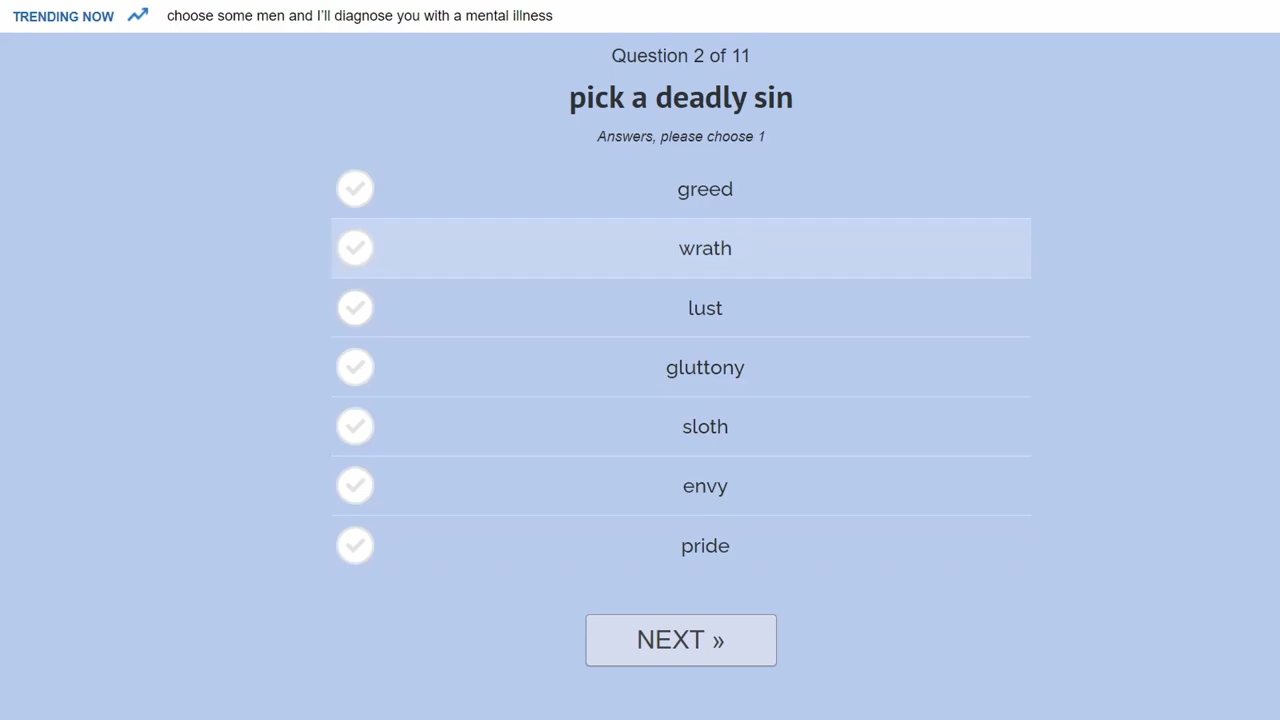 TRENDING NOW choose some men and I'll diagnose you with a mental illness
Question 2 of 11
pick a deadly sin
Answers, please choose 1
greed
wrath
lust
gluttony
sloth
envy
pride
NEXT »